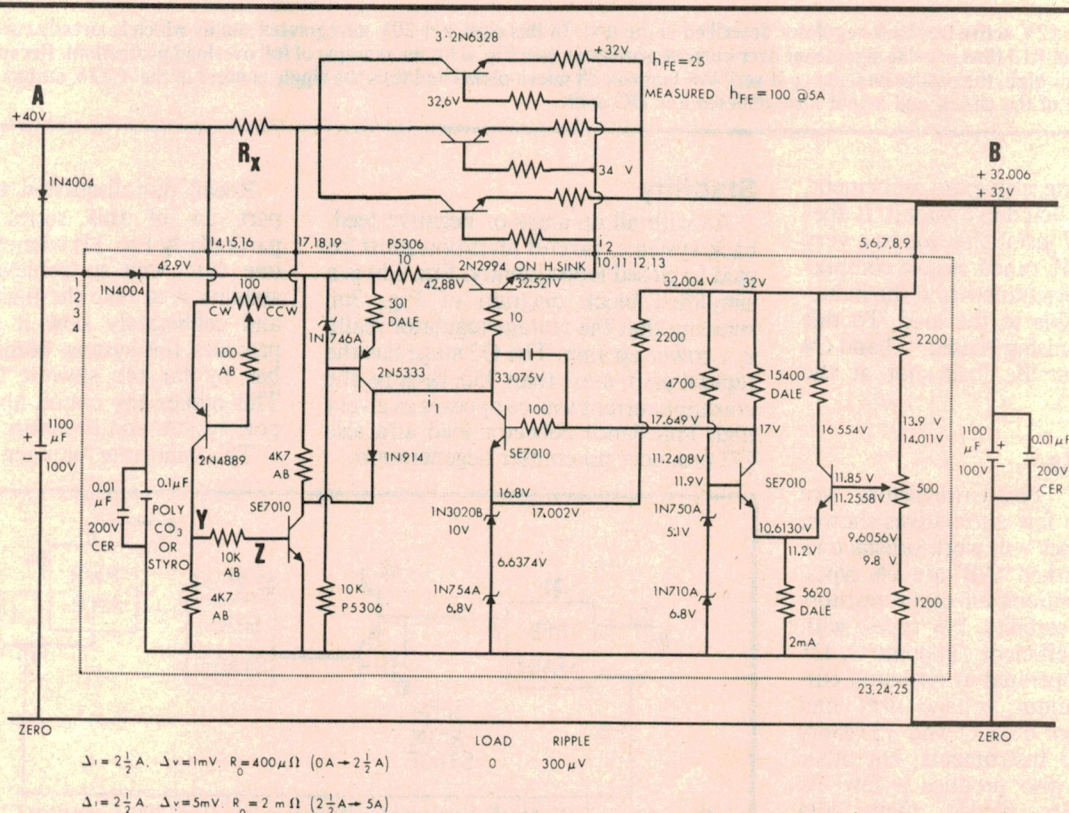 3-2N6328
+32V
hFE=25
MEASURED hFE=100 @5A
A
+40V
32,6V
B
+32.006
+32V
RX
1N4004
34 V
14,15,16
17,18,19
P5306
10
i2
10,11 12,13
5,6,7,8,9
42.9V
1N4004
42,88V
2N2994 ON H.SINK
32.521V
32.004V
32V
1
2
3
4
100
CW
CCW
301
DALE
1N746A
10
2200
2200
100
AB
2N5333
i1
33,075V
4700
15400
DALE
100
17.649V
17V
16.554V
13.9 V
14,011V
1100
µF
100V
+
2N4889
4K7
AB
1N914
SE7010
11.2408V
11.9V
SE7010
11.85 V
11.2558V
500
1100
µF
100V
+
0.01µF
200V
CER
0.01
µF
200V
CER
0.1µF
POLY
CO3
OR
STYRO
SE7010
16.8V
17.002V
1N3020B
10V
1N750A
5.1V
10,6130V
11.2V
9,6056V
9.8 V
Y
Z
10K
AB
6.6374V
4K7
AB
10K
P5306
1N754A
6,8V
1N710A
6.8V
5620
DALE
1200
2mA
23,24,25
ZERO
ZERO
LOAD RIPPLE
Δi=2½A, Δv=1mV, R0=400µΩ (0A→2½A)
0 300µV
Δi=2½A, Δv=5mV, R0=2 mΩ (2½A→5A)